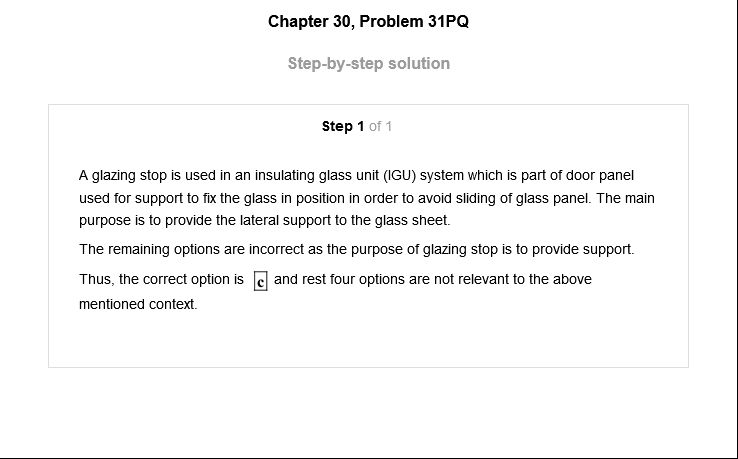 Chapter 30, Problem 31PQ
Step-by-step solution
Step 1 of 1
A glazing stop is used in an insulating glass unit (IGU) system which is part of door panel
used for support to fix the glass in position in order to avoid sliding of glass panel. The main
purpose is to provide the lateral support to the glass sheet.
The remaining options are incorrect as the purpose of glazing stop is to provide support.
Thus, the correct option is c and rest four options are not relevant to the above
mentioned context.